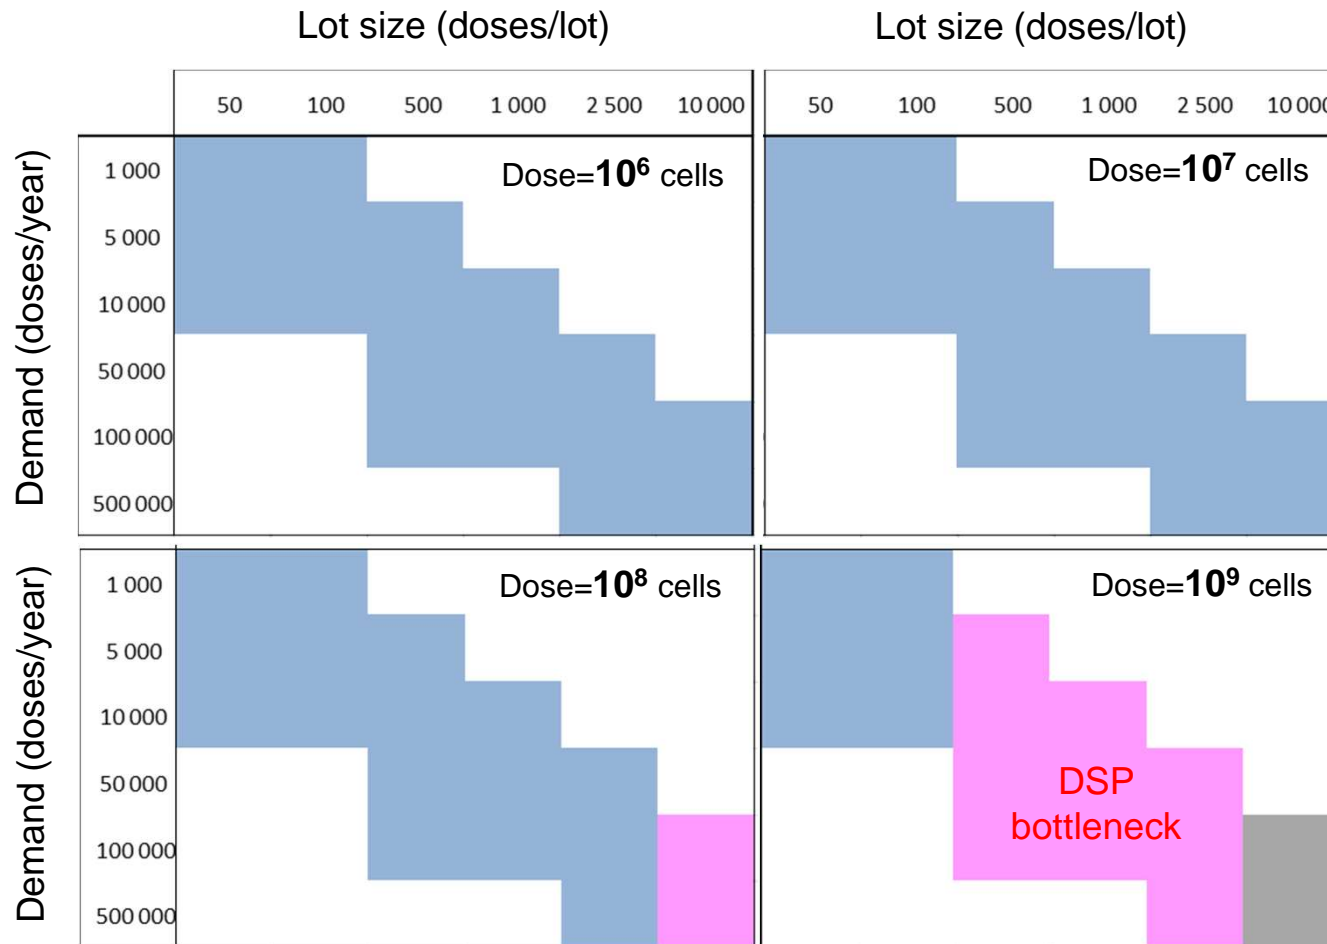 Lot size (doses/lot) Lot size (doses/lot)
50 100 500 1 000 2 500 10 000 50 100 500 1 000 2 500 10 000
Demand (doses/year)
1 000 Dose=10⁶ cells Dose=10⁷ cells
5 000
10 000
50 000
100 000
500 000
Demand (doses/year)
1 000 Dose=10⁸ cells Dose=10⁹ cells
5 000
10 000
50 000 DSP
bottleneck
100 000
500 000